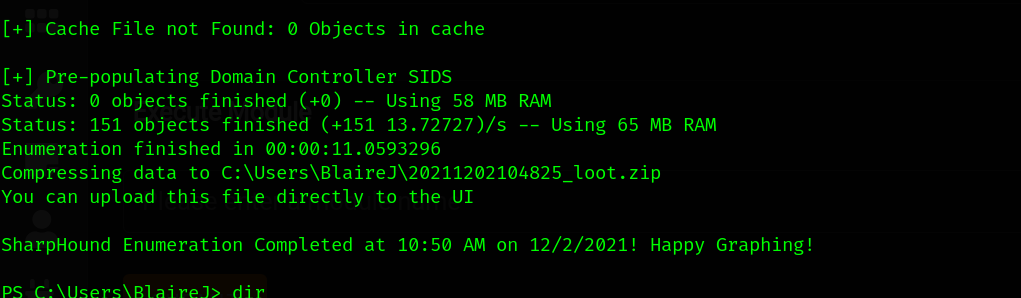 [+] Cache File not Found: 0 Objects in cache
[+] Pre-populating Domain Controller SIDS
Status: 0 objects finished (+0) -- Using 58 MB RAM
Status: 151 objects finished (+151 13.72727)/s -- Using 65 MB RAM
Enumeration finished in 00:00:11.0593296
Compressing data to C:\Users\BlaireJ\20211202104825_loot.zip
You can upload this file directly to the UI
SharpHound Enumeration Completed at 10:50 AM on 12/2/2021! Happy Graphing!
PS C:\Users\BlaireJ> dir